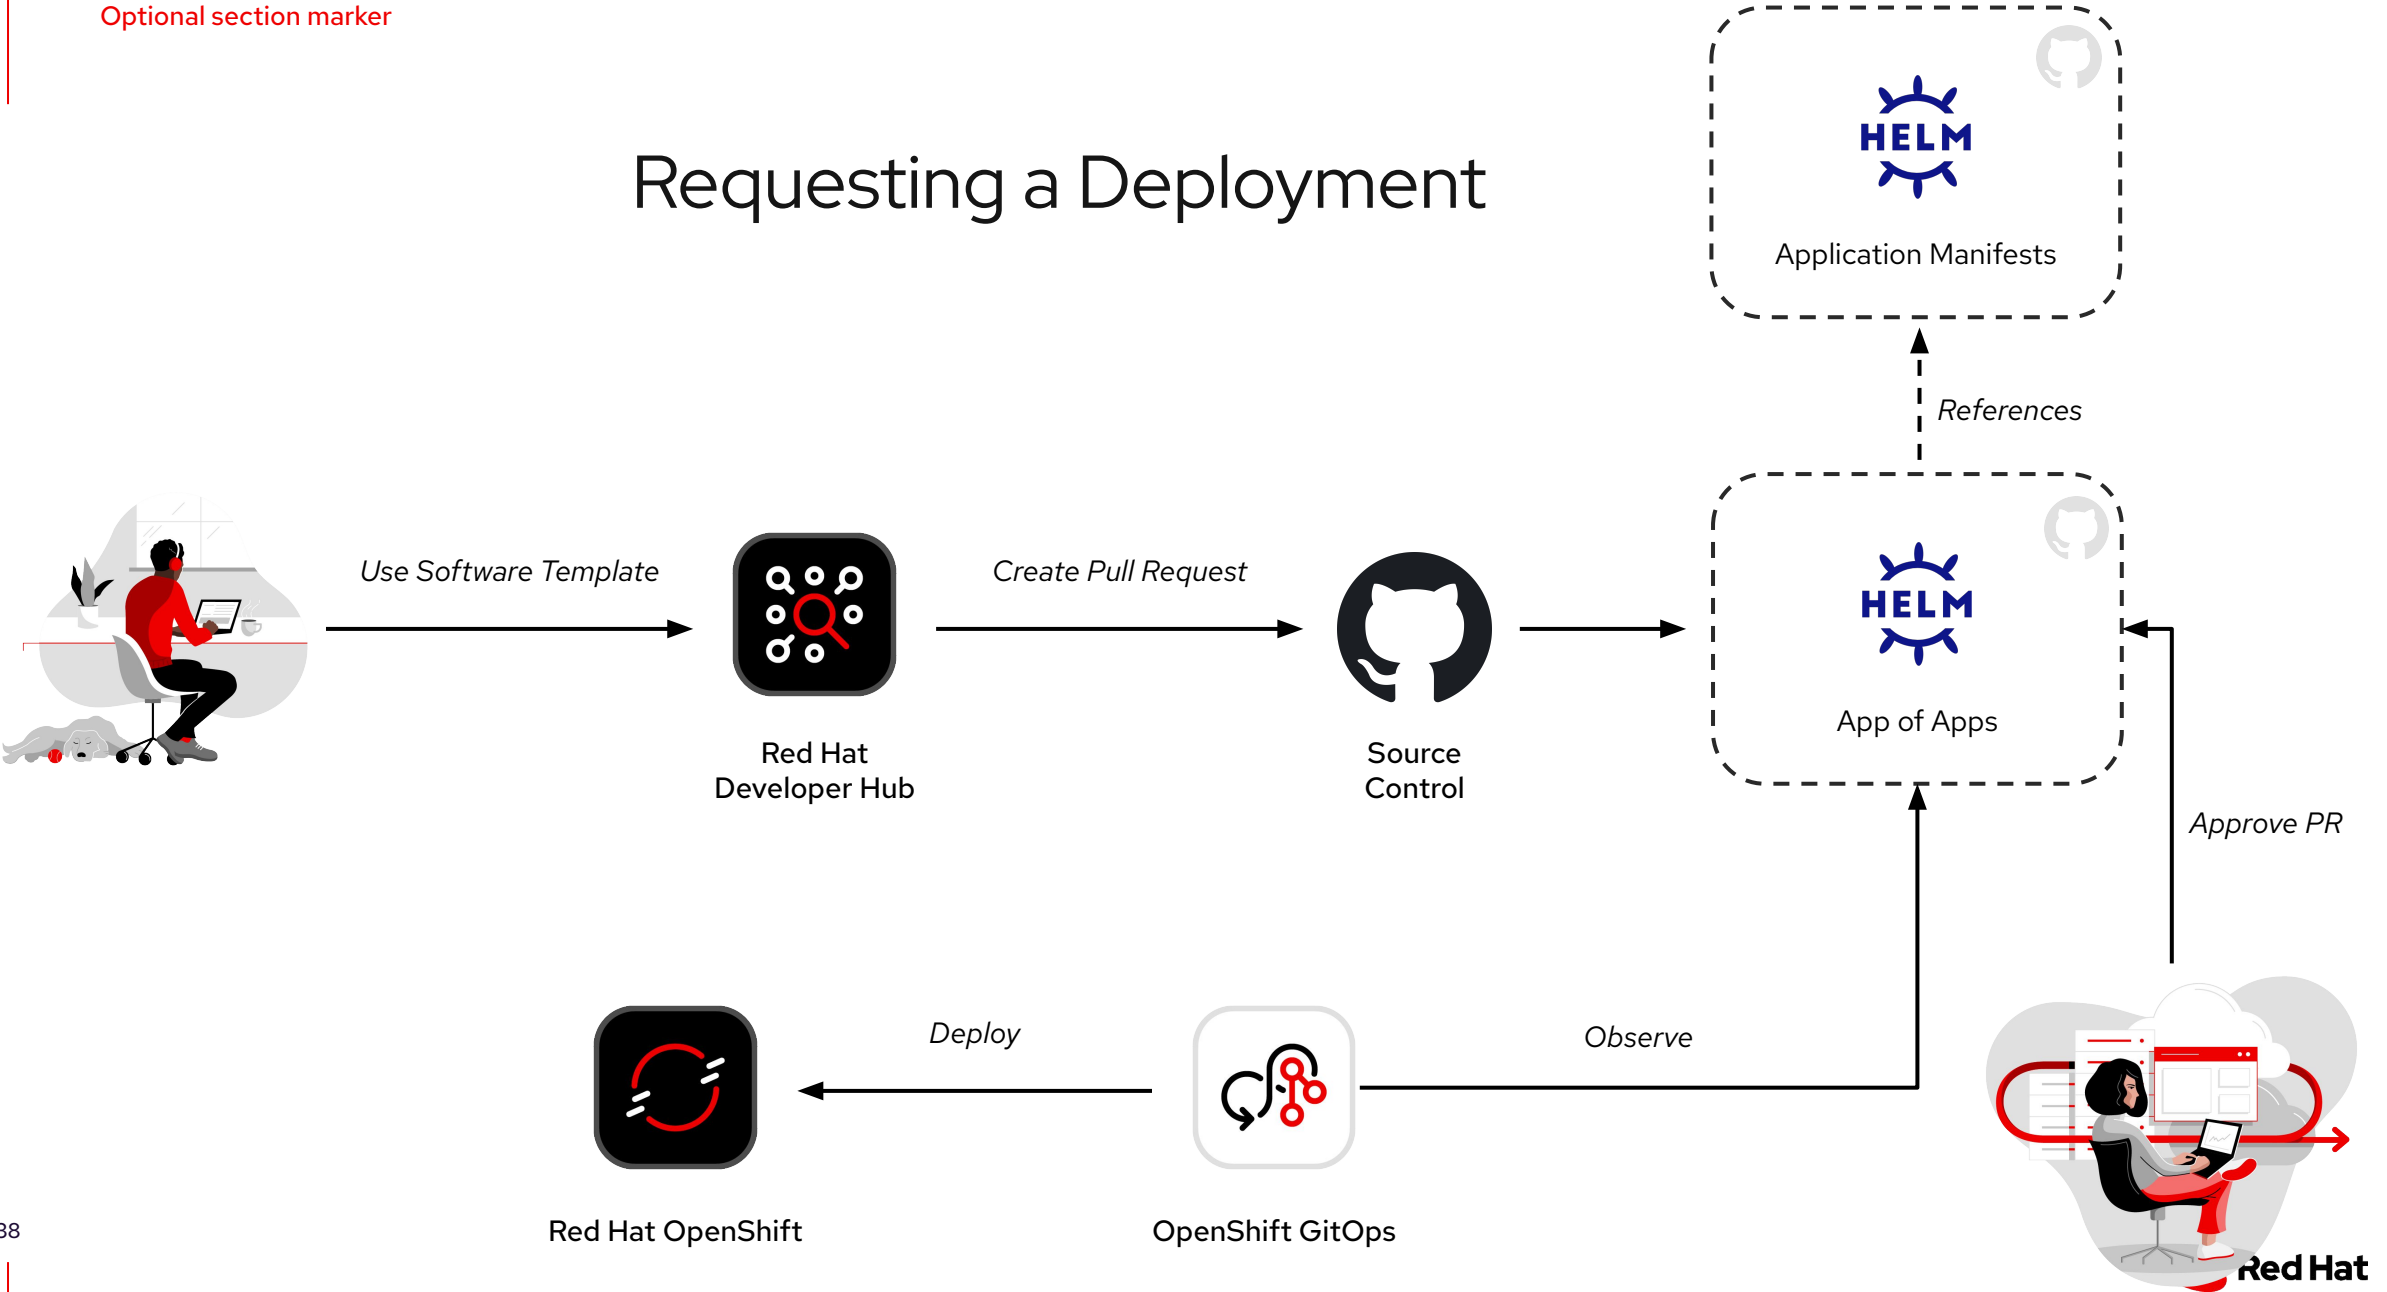 Optional section marker
HELM
Application Manifests
Requesting a Deployment
References
Use Software Template
Create Pull Request
HELM
App of Apps
Red Hat
Developer Hub
Source
Control
Approve PR
Deploy
Observe
Red Hat OpenShift
OpenShift GitOps
38
Red Hat